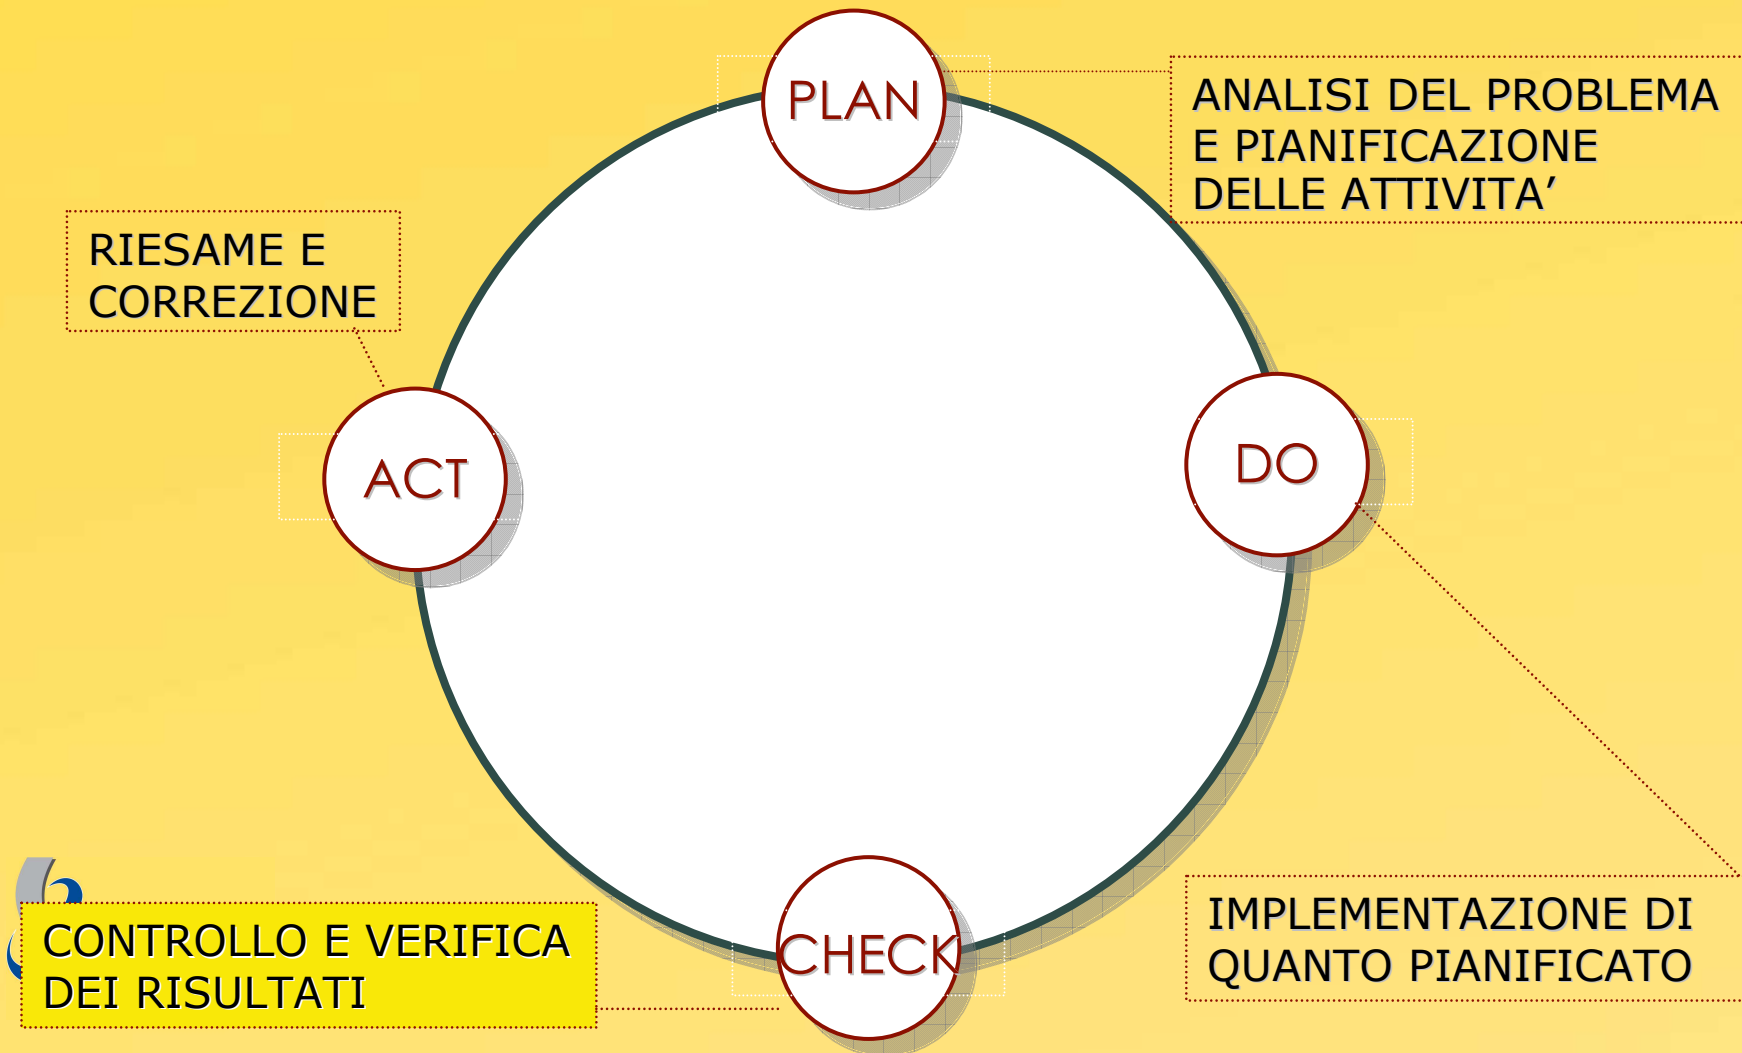 PLAN
ANALISI DEL PROBLEMA
E PIANIFICAZIONE
DELLE ATTIVITA’
RIESAME E
CORREZIONE
ACT
DO
CHECK
CONTROLLO E VERIFICA
DEI RISULTATI
IMPLEMENTAZIONE DI
QUANTO PIANIFICATO